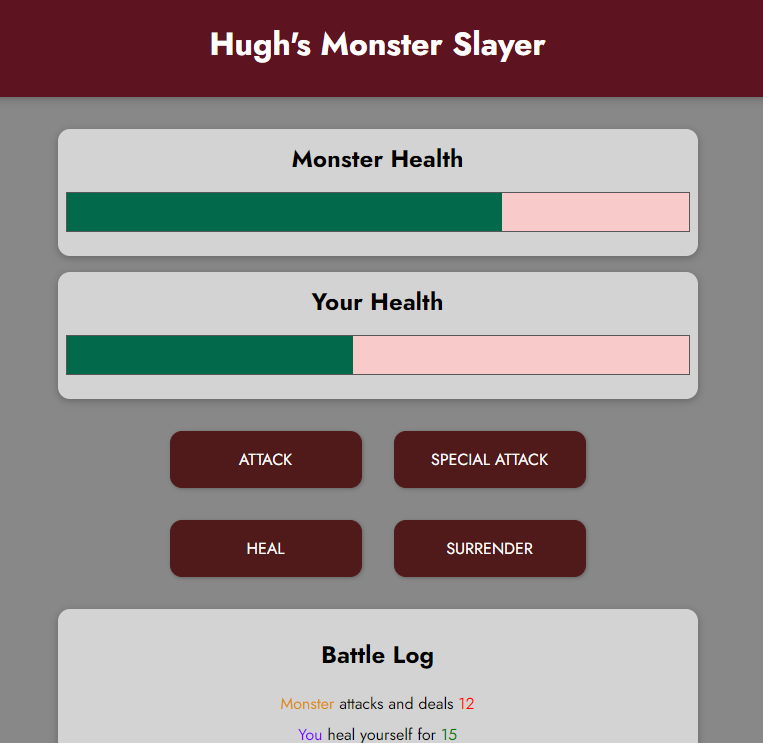 Hugh's Monster Slayer
Monster Health
Your Health
ATTACK
SPECIAL ATTACK
HEAL
SURRENDER
Battle Log
Monster attacks and deals 12
You heal yourself for 15